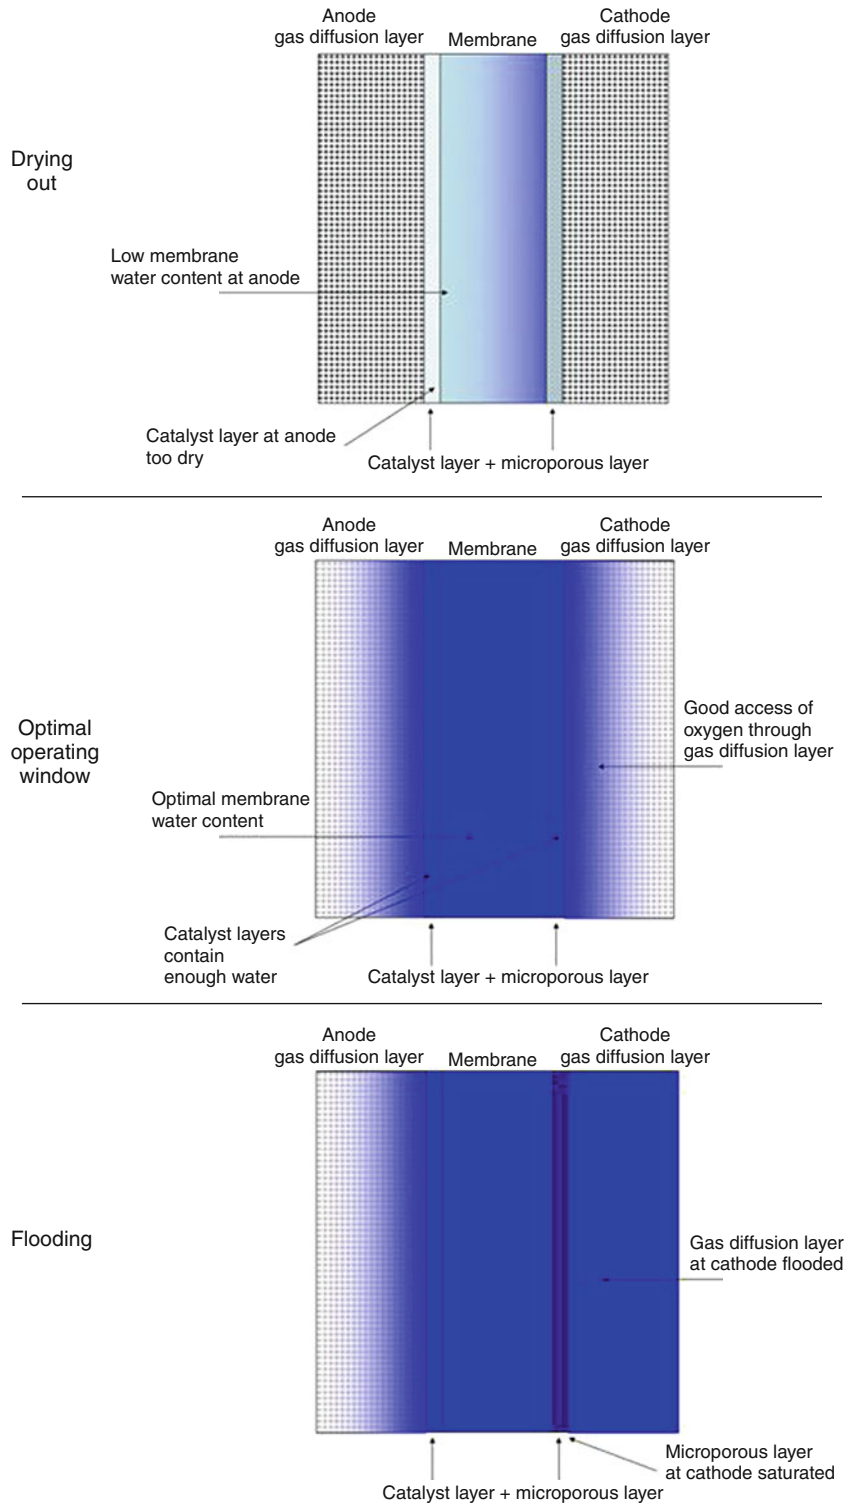 Anode
gas diffusion layer
Membrane
Cathode
gas diffusion layer
Drying
out
Low membrane
water content at anode
Catalyst layer at anode
too dry
Catalyst layer + microporous layer
Anode
gas diffusion layer
Membrane
Cathode
gas diffusion layer
Optimal
operating
window
Good access of
oxygen through
gas diffusion layer
Optimal membrane
water content
Catalyst layers
contain
enough water
Catalyst layer + microporous layer
Anode
gas diffusion layer
Membrane
Cathode
gas diffusion layer
Flooding
Gas diffusion layer
at cathode flooded
Microporous layer
at cathode saturated
Catalyst layer + microporous layer